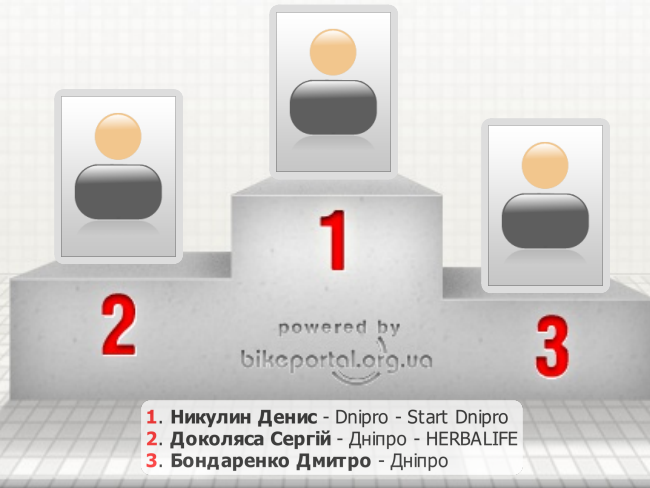 1
2
3
powered by
bikeportal.org.ua
1. Никулин Денис - Dnipro - Start Dnipro
2. Доколяса Сергій - Дніпро - HERBALIFE
3. Бондаренко Дмитро - Дніпро